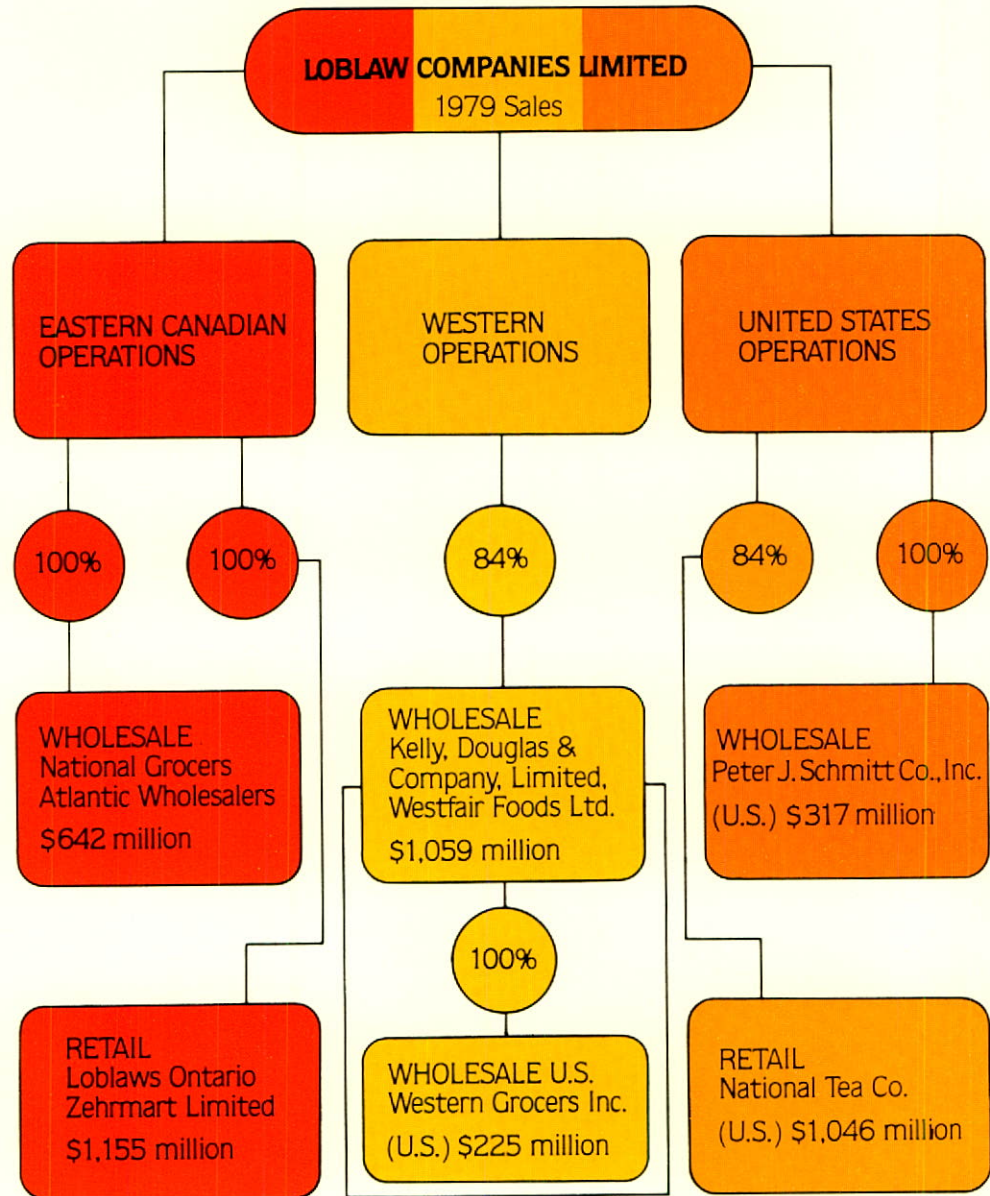 LOBLAW COMPANIES LIMITED
1979 Sales
EASTERN CANADIAN
OPERATIONS
WESTERN
OPERATIONS
UNITED STATES
OPERATIONS
100%
100%
84%
84%
100%
WHOLESALE
National Grocers
Atlantic Wholesalers
$642 million
WHOLESALE
Kelly, Douglas &
Company, Limited,
Westfair Foods Ltd.
$1,059 million
WHOLESALE
Peter J. Schmitt Co., Inc.
(U.S.) $317 million
100%
RETAIL
Loblaws Ontario
Zehrmart Limited
$1,155 million
WHOLESALE U.S.
Western Grocers Inc.
(U.S.) $225 million
RETAIL
National Tea Co.
(U.S.) $1,046 million